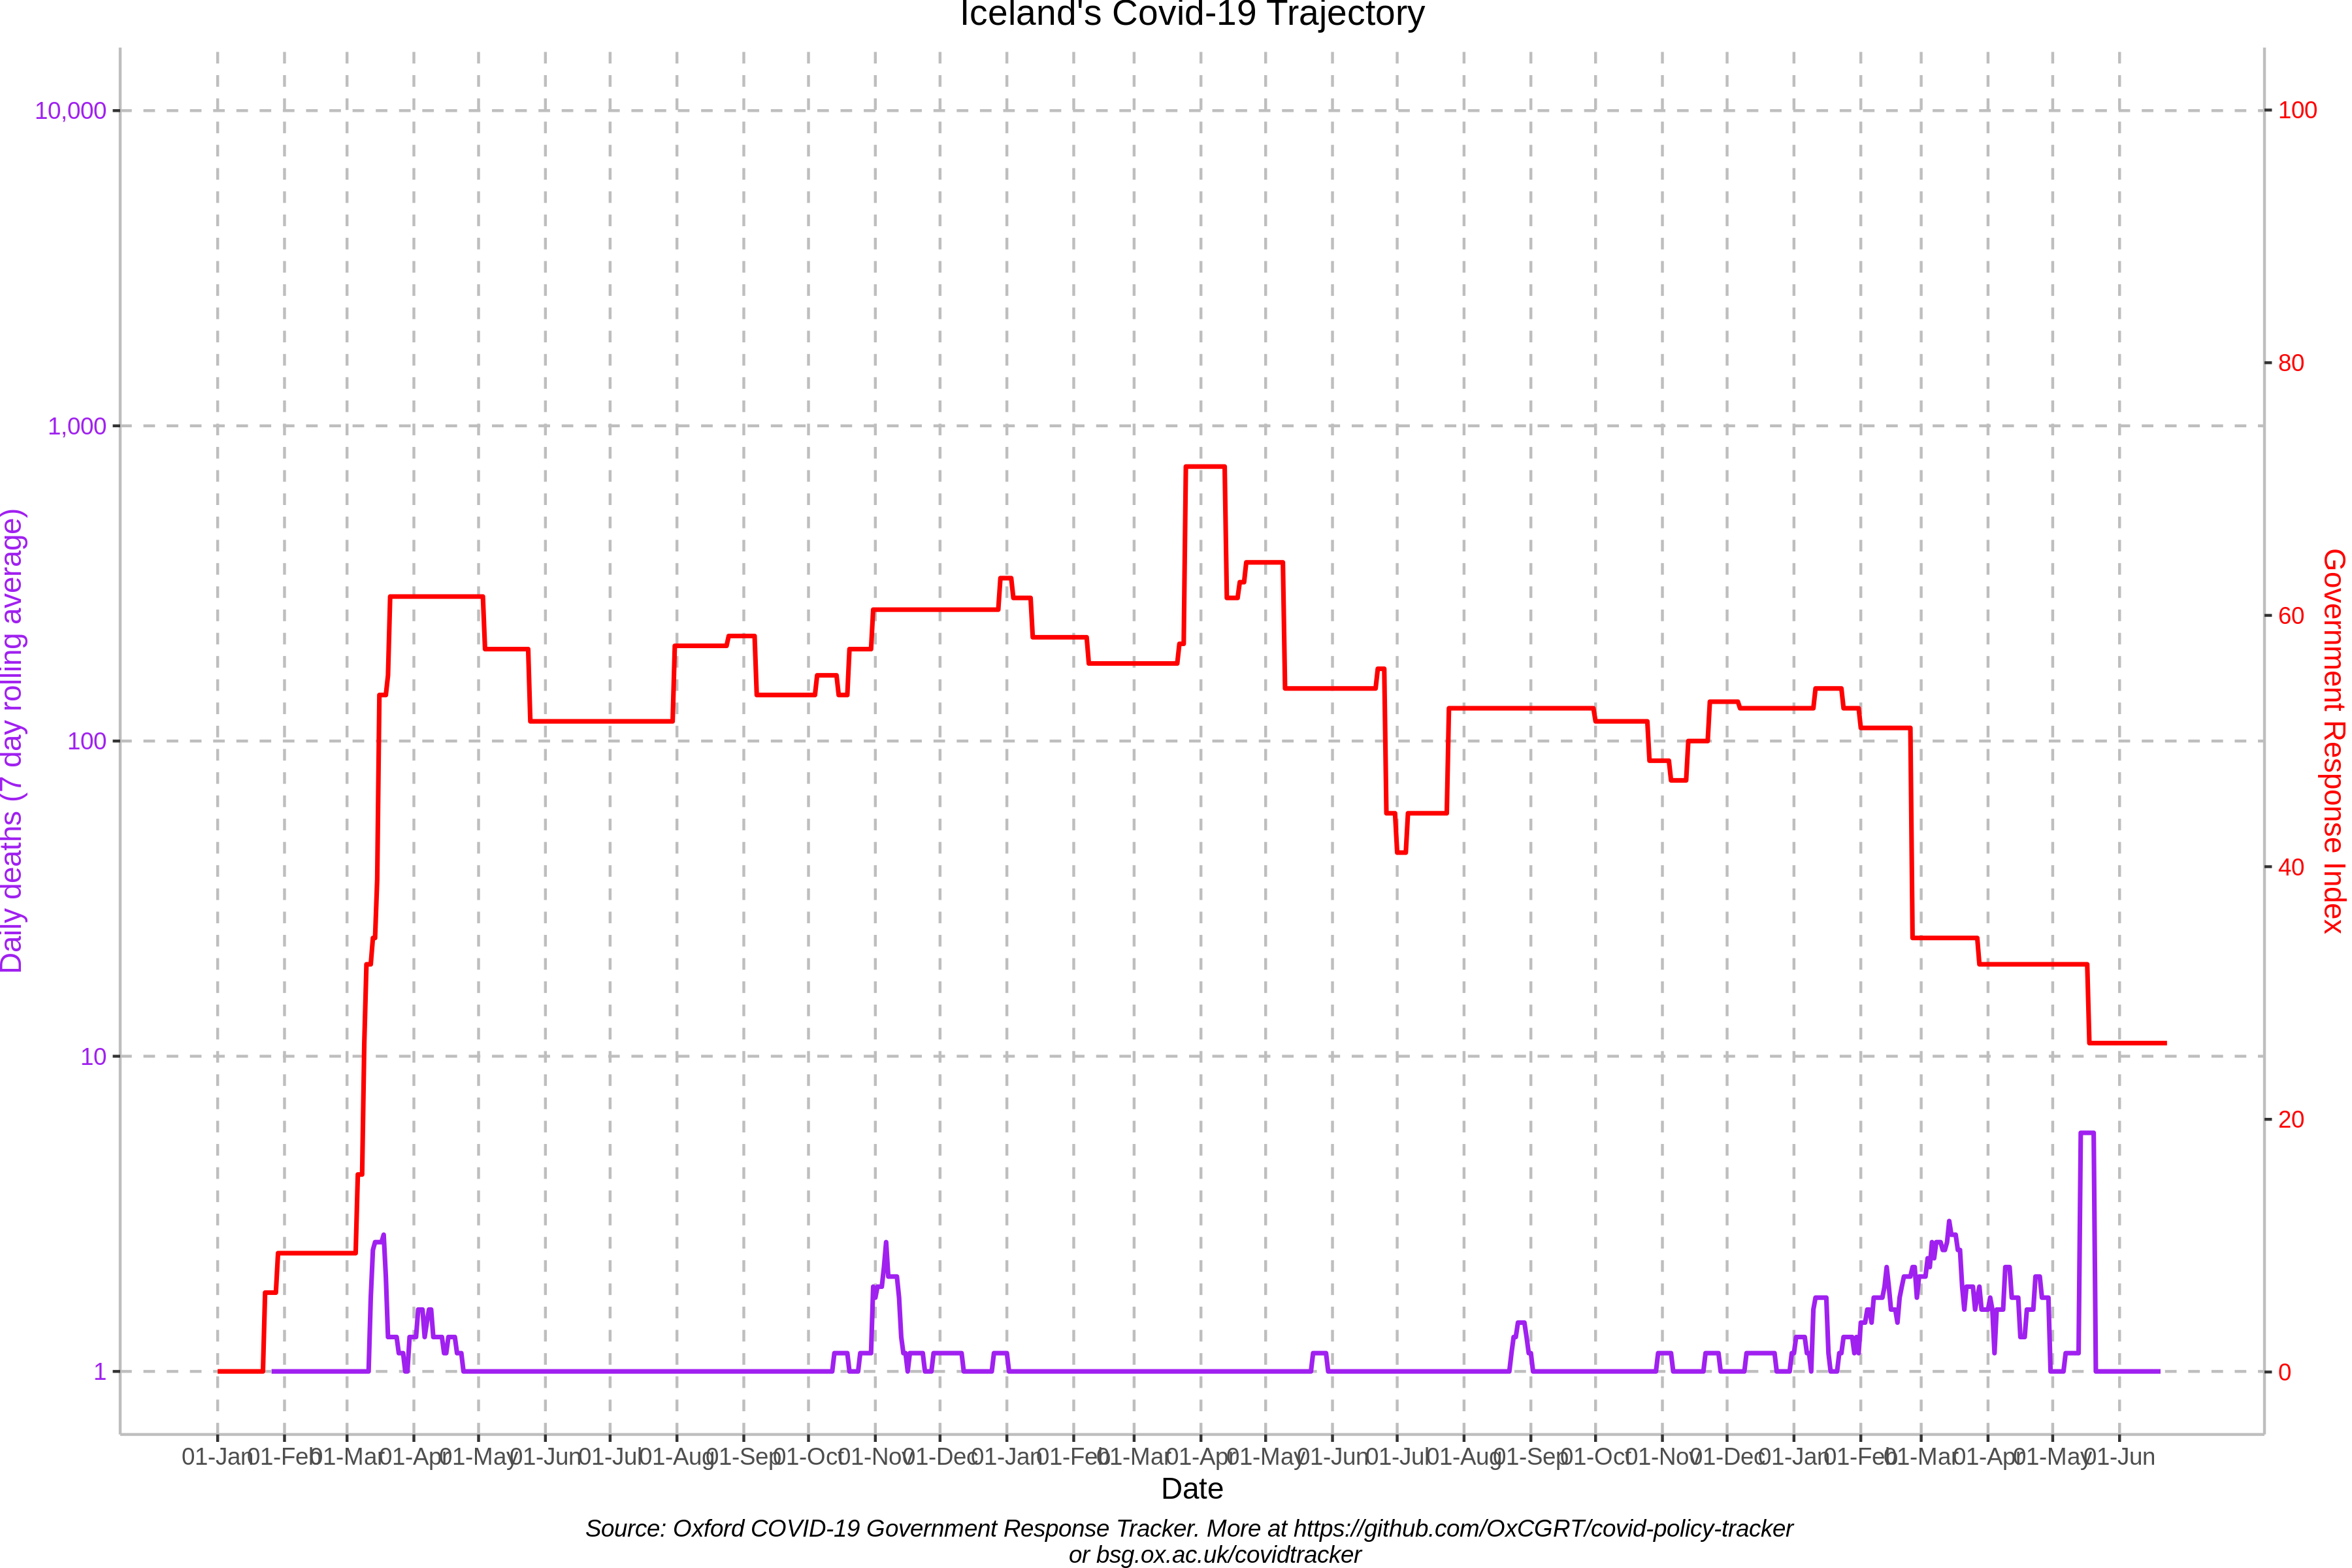 Iceland's Covid-19 Trajectory
10,000
1,000
100
10
1
Daily deaths (7 day rolling average)
100
80
60
40
20
0
Government Response Index
01-Jan 01-Feb 01-Mar 01-Apr 01-May 01-Jun 01-Jul 01-Aug 01-Sep 01-Oct 01-Nov 01-Dec 01-Jan 01-Feb 01-Mar 01-Apr 01-May 01-Jun 01-Jul 01-Aug 01-Sep 01-Oct 01-Nov 01-Dec 01-Jan 01-Feb 01-Mar 01-Apr 01-May 01-Jun
Date
Source: Oxford COVID-19 Government Response Tracker. More at https://github.com/OxCGRT/covid-policy-tracker
or bsg.ox.ac.uk/covidtracker